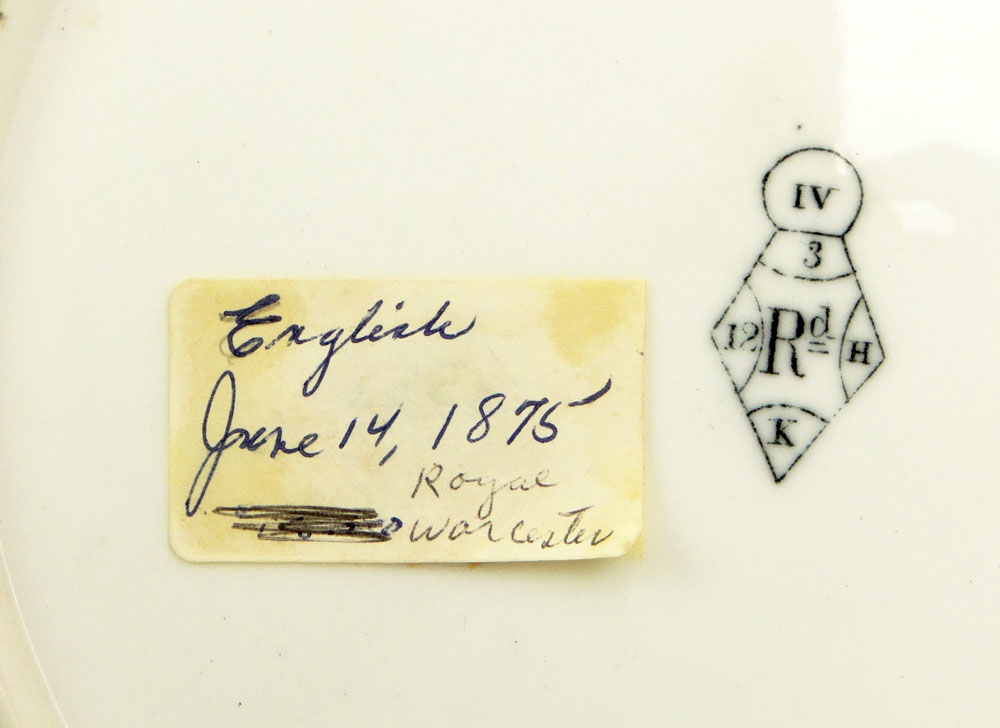 English
June 14, 1875
Royal
Worcester
IV
3
12 Rd H
K